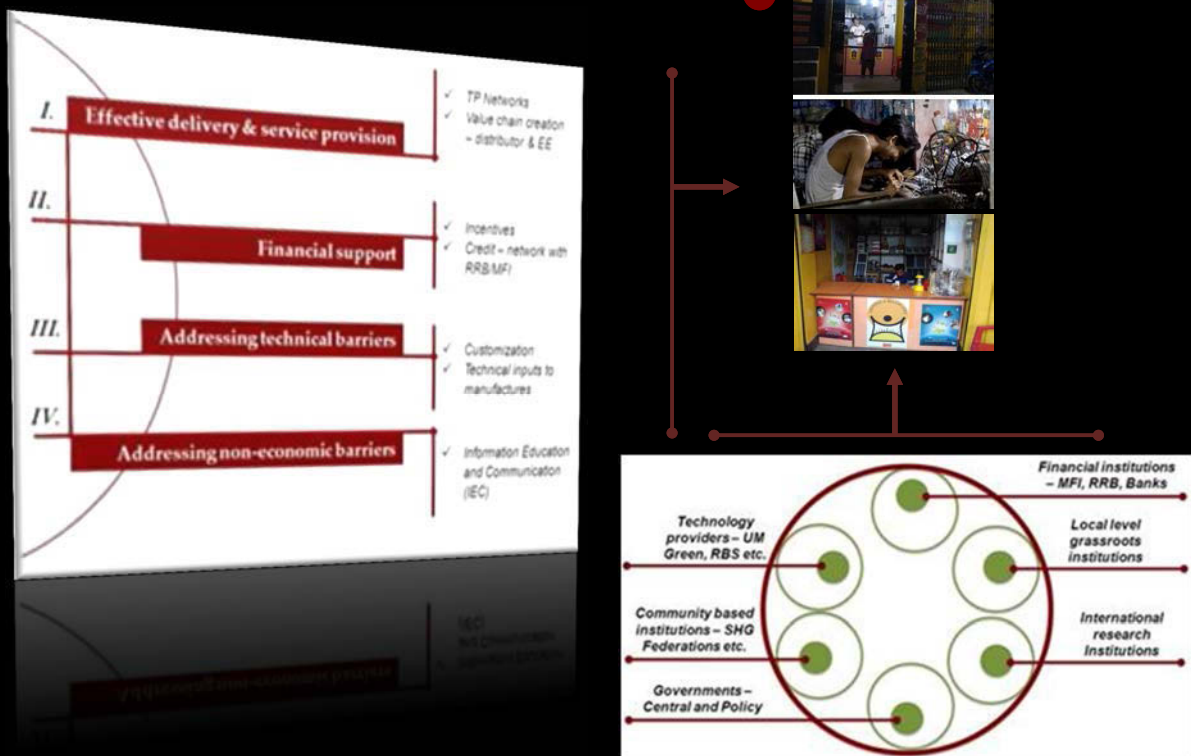 I.
Effective delivery & service provision
✓ TP Networks
✓ Value chain creation
– distributor & EE
II.
Financial support
✓ Incentives
✓ Credit – network with
RRB/MFI
III.
Addressing technical barriers
✓ Customization
✓ Technical inputs to
manufactures
IV.
Addressing non-economic barriers
✓ Information Education
and Communication
(IEC)
Financial institutions
– MFI, RRB, Banks
Technology
providers – UM
Green, RBS etc.
Local level
grassroots
institutions
Community based
institutions – SHG
Federations etc.
International
research
Institutions
Governments –
Central and Policy